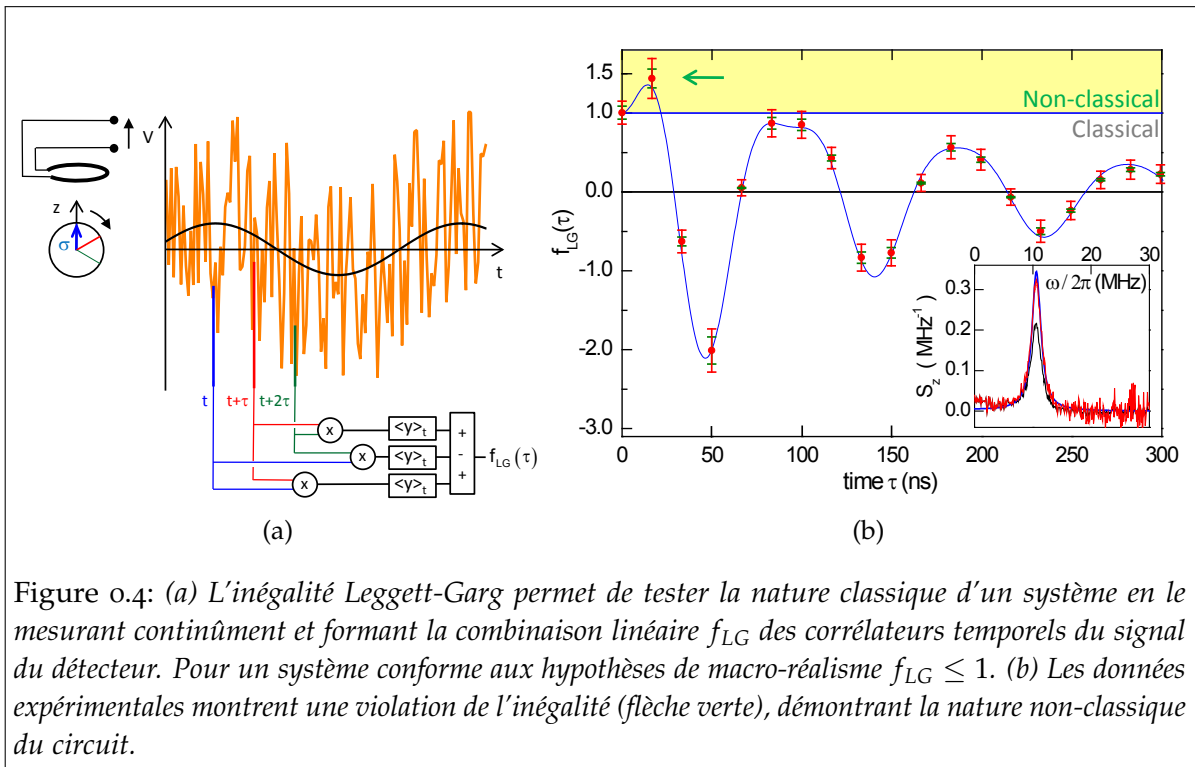 V
z
σ
t
t
t+τ
t+2τ
x
<y>t
+
x
<y>t
-
f_LG(τ)
x
<y>t
+
(a)
f_LG(τ)
1.5
1.0
0.0
-1.0
-2.0
-3.0
Non-classical
Classical
0 10 20 30
ω/2π (MHz)
S_z ( MHz⁻¹)
0.3
0.2
0.1
0.0
0 50 100 150 200 250 300
time τ (ns)
(b)
Figure 0.4: (a) L'inégalité Leggett-Garg permet de tester la nature classique d'un système en le
mesurant continûment et formant la combinaison linéaire f_LG des corrélateurs temporels du signal
du détecteur. Pour un système conforme aux hypothèses de macro-réalisme f_LG ≤ 1. (b) Les données
expérimentales montrent une violation de l'inégalité (flèche verte), démontrant la nature non-classique
du circuit.